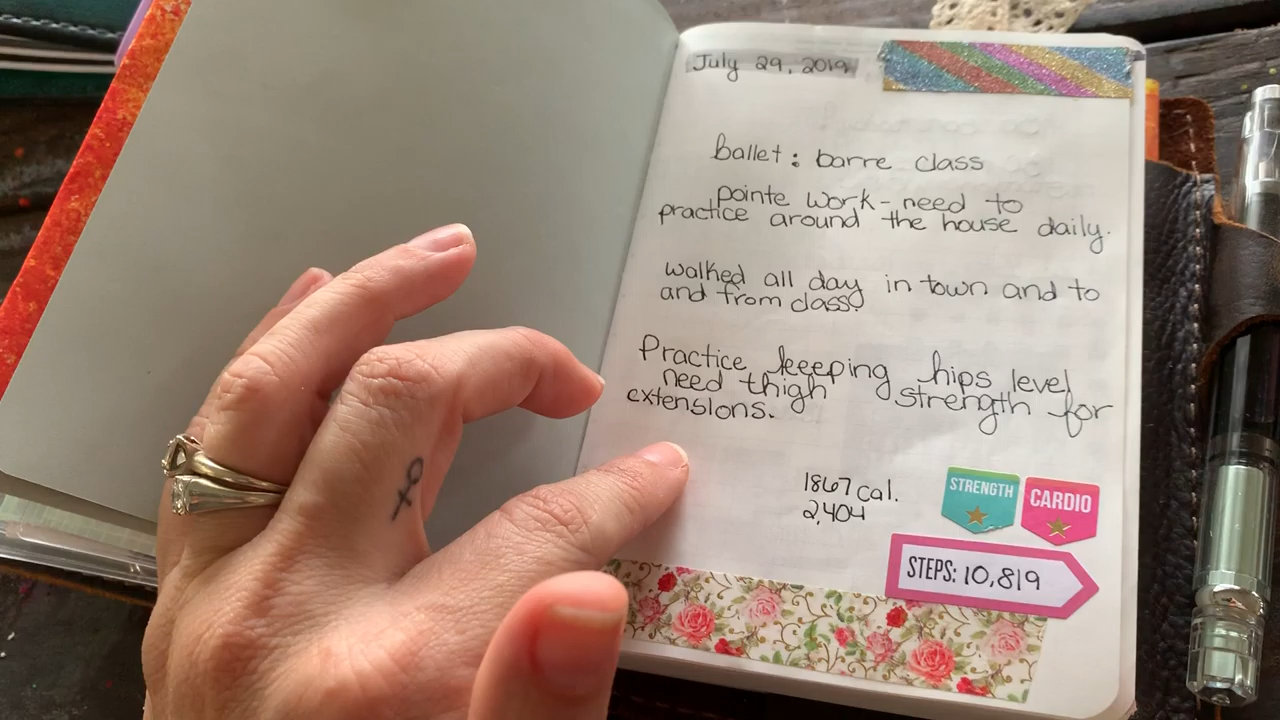 July 29, 2019
Ballet: barre class
pointe work - need to
practice around the house daily.
walked all day in town and to
and from class.
Practice keeping hips level
need thigh strength for
extensions.
1867 cal.
2,404
STRENGTH
CARDIO
STEPS: 10,819